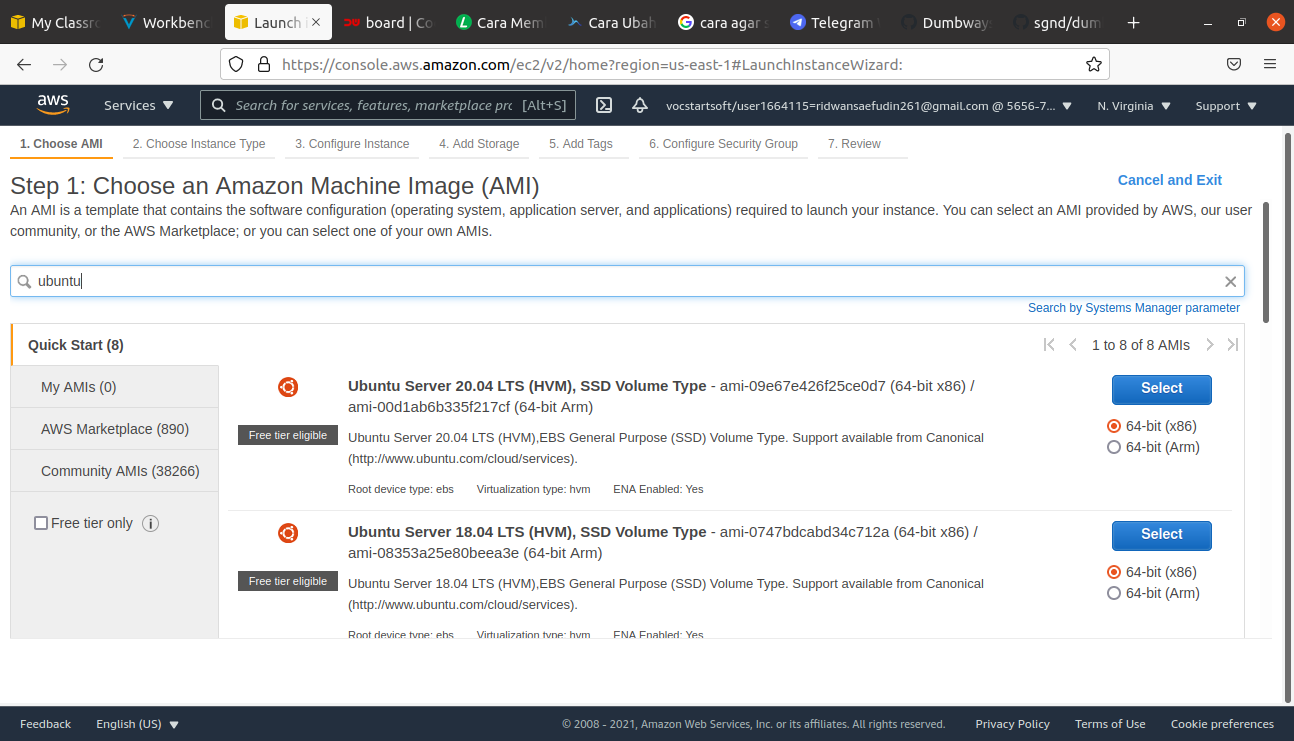 My Classro
Workbenc
Launch
board | Co
Cara Mem
Cara Ubah
cara agar s
Telegram
Dumbways
sgnd/dum
https://console.aws.amazon.com/ec2/v2/home?region=us-east-1#LaunchInstanceWizard:
aws
Services
Search for services, features, marketplace prc [Alt+S]
vocstartsoft/user1664115=ridwansaefudin261@gmail.com @ 5656-7...
N. Virginia
Support
1. Choose AMI
2. Choose Instance Type
3. Configure Instance
4. Add Storage
5. Add Tags
6. Configure Security Group
7. Review
Step 1: Choose an Amazon Machine Image (AMI)
Cancel and Exit
An AMI is a template that contains the software configuration (operating system, application server, and applications) required to launch your instance. You can select an AMI provided by AWS, our user
community, or the AWS Marketplace; or you can select one of your own AMIs.
ubuntu
Search by Systems Manager parameter
Quick Start (8)
1 to 8 of 8 AMIs
My AMIs (0)
AWS Marketplace (890)
Community AMIs (38266)
Free tier only
Ubuntu Server 20.04 LTS (HVM), SSD Volume Type - ami-09e67e426f25ce0d7 (64-bit x86) /
ami-00d1ab6b335f217cf (64-bit Arm)
Free tier eligible
Ubuntu Server 20.04 LTS (HVM),EBS General Purpose (SSD) Volume Type. Support available from Canonical
(http://www.ubuntu.com/cloud/services).
Root device type: ebs
Virtualization type: hvm
ENA Enabled: Yes
Select
64-bit (x86)
64-bit (Arm)
Ubuntu Server 18.04 LTS (HVM), SSD Volume Type - ami-0747bdcabd34c712a (64-bit x86) /
ami-08353a25e80beea3e (64-bit Arm)
Free tier eligible
Ubuntu Server 18.04 LTS (HVM),EBS General Purpose (SSD) Volume Type. Support available from Canonical
(http://www.ubuntu.com/cloud/services).
Root device type: ebs
Virtualization type: hvm
ENA Enabled: Yes
Select
64-bit (x86)
64-bit (Arm)
Feedback
English (US)
© 2008 - 2021, Amazon Web Services, Inc. or its affiliates. All rights reserved.
Privacy Policy
Terms of Use
Cookie preferences